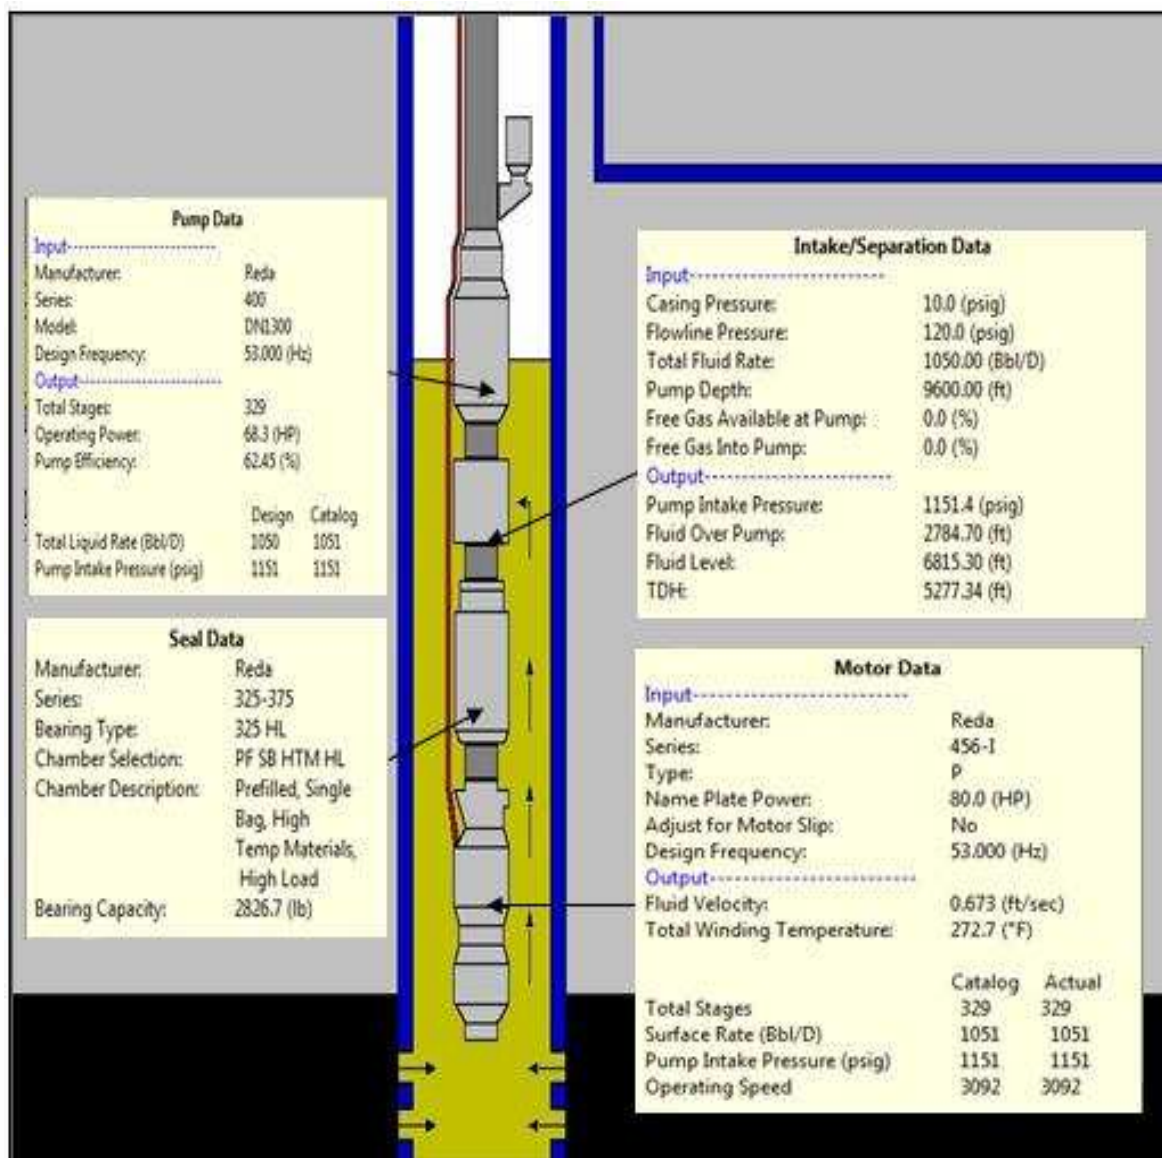 Pump Data
Input
Manufacturer: Reda
Series: 400
Model: DN1300
Design Frequency: 53.000 (Hz)
Output
Total Stages: 329
Operating Power: 68.3 (HP)
Pump Efficiency: 62.45 (%)
Design Catalog
Total Liquid Rate (Bbl/D) 1050 1051
Pump Intake Pressure (psig) 1151 1151
Seal Data
Manufacturer: Reda
Series: 325-375
Bearing Type: 325 HL
Chamber Selection: PF SB HTM HL
Chamber Description: Prefilled, Single
Bag, High
Temp Materials,
High Load
Bearing Capacity: 2826.7 (lb)
Intake/Separation Data
Input
Casing Pressure: 10.0 (psig)
Flowline Pressure: 120.0 (psig)
Total Fluid Rate: 1050.00 (Bbl/D)
Pump Depth: 9600.00 (ft)
Free Gas Available at Pump: 0.0 (%)
Free Gas Into Pump: 0.0 (%)
Output
Pump Intake Pressure: 1151.4 (psig)
Fluid Over Pump: 2784.70 (ft)
Fluid Level: 6815.30 (ft)
TDH: 5277.34 (ft)
Motor Data
Input
Manufacturer: Reda
Series: 456-I
Type: P
Name Plate Power: 80.0 (HP)
Adjust for Motor Slip: No
Design Frequency: 53.000 (Hz)
Output
Fluid Velocity: 0.673 (ft/sec)
Total Winding Temperature: 272.7 (°F)
Catalog Actual
Total Stages 329 329
Surface Rate (Bbl/D) 1051 1051
Pump Intake Pressure (psig) 1151 1151
Operating Speed 3092 3092